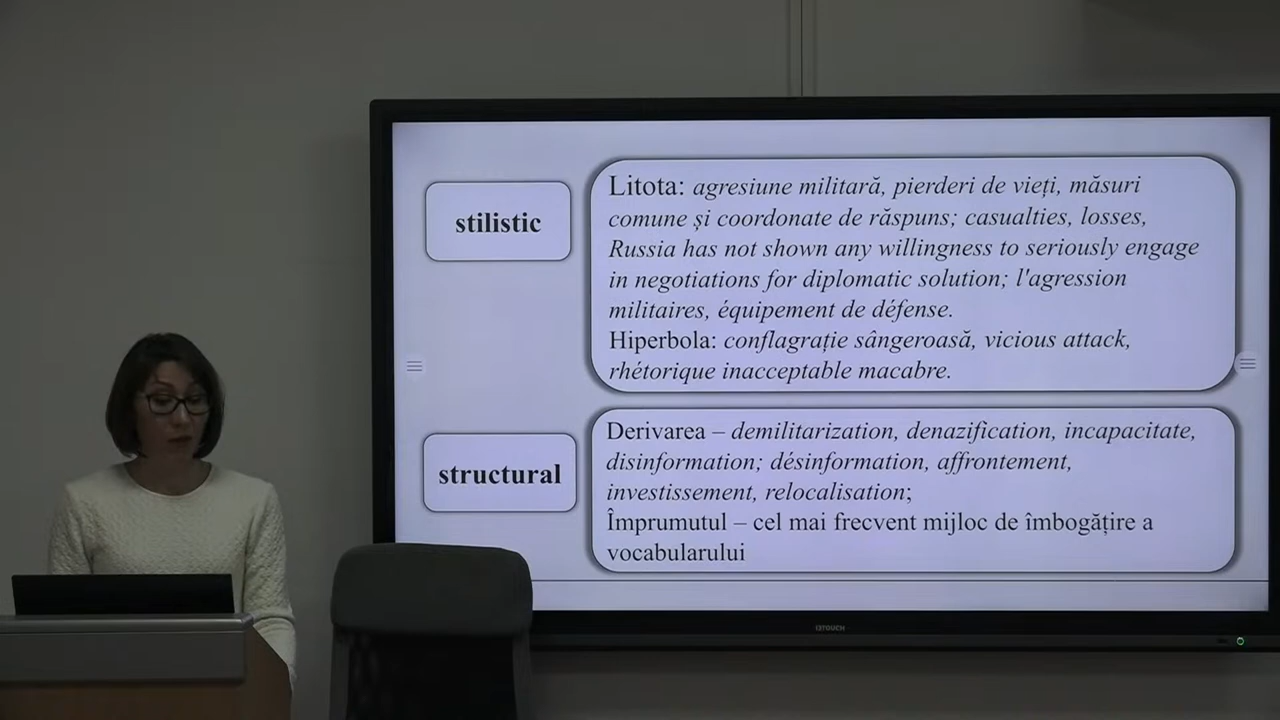 stilistic
Litota: agresiune militară, pierderi de vieți, măsuri
comune și coordonate de răspuns; casualties, losses,
Russia has not shown any willingness to seriously engage
in negotiations for diplomatic solution; l'agression
militaires, équipement de défense.
Hiperbola: conflagrație sângeroasă, vicious attack,
rhétorique inacceptable macabre.
structural
Derivarea – demilitarization, denazification, incapacitate,
disinformation; désinformation, affrontement,
investissement, relocalisation;
Împrumutul – cel mai frecvent mijloc de îmbogățire a
vocabularului
i3TOUCH